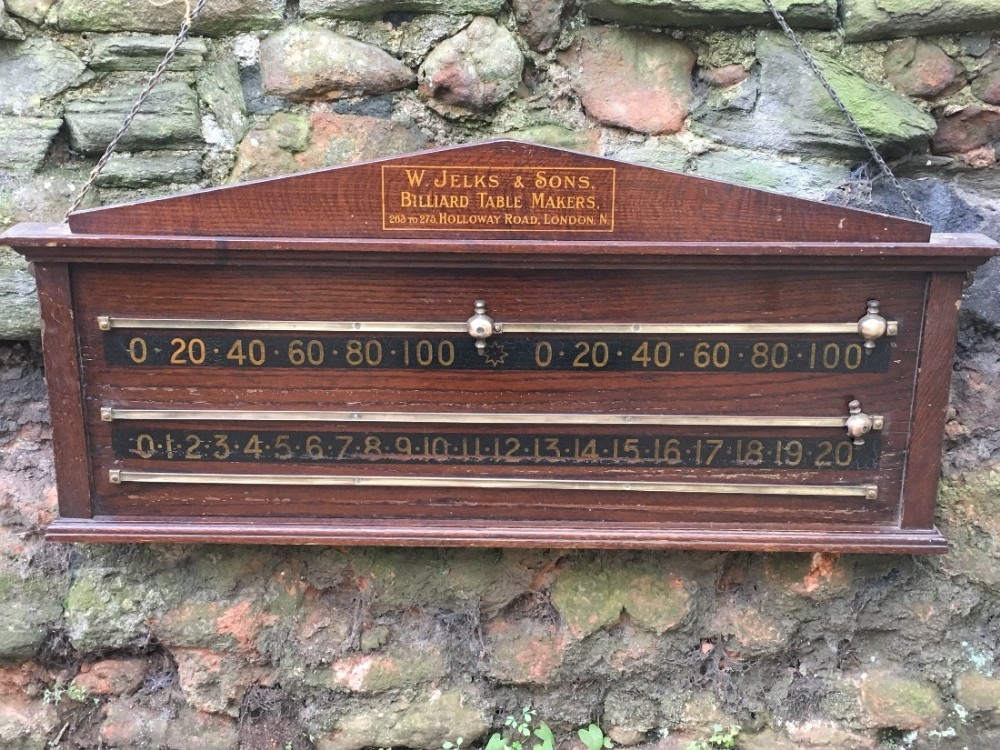 W. JELKS & SONS,
BILLIARD TABLE MAKERS,
263 TO 275, HOLLOWAY ROAD, LONDON, N.
0 · 20 · 40 · 60 · 80 · 100 0 · 20 · 40 · 60 · 80 · 100
0·1·2·3·4·5·6·7·8·9·10·11·12·13·14·15·16·17·18·19·20